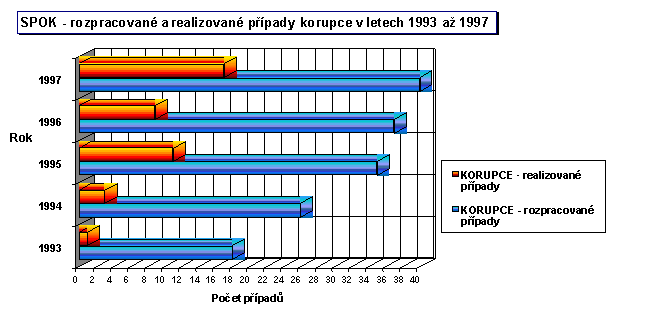 SPOK - rozpracované a realizované případy korupce v letech 1993 až 1997
1997
1996
Rok
1995
1994
1993
0 2 4 6 8 10 12 14 16 18 20 22 24 26 28 30 32 34 36 38 40
Počet případů
KORUPCE - realizované
případy
KORUPCE - rozpracované
případy